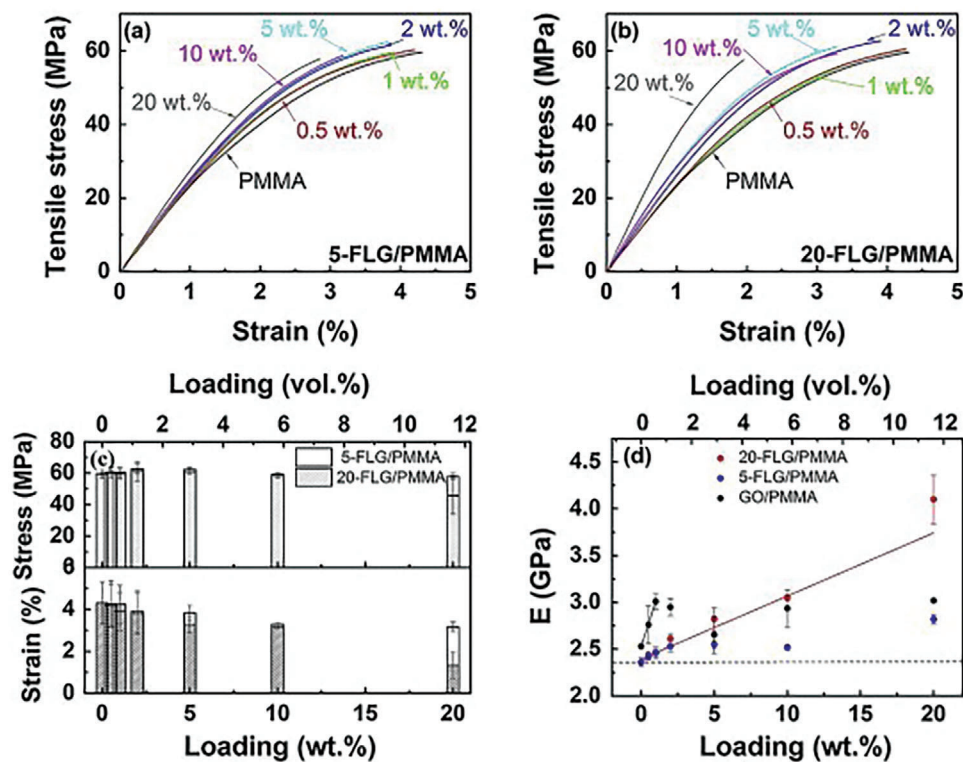 (a)
5 wt.%
2 wt.%
10 wt.%
1 wt.%
20 wt.%
0.5 wt.%
PMMA
5-FLG/PMMA
Tensile stress (MPa)
60
40
20
0
0 1 2 3 4 5
Strain (%)
(b)
5 wt.%
2 wt.%
10 wt.%
1 wt.%
20 wt.%
0.5 wt.%
PMMA
20-FLG/PMMA
Tensile stress (MPa)
60
40
20
0
0 1 2 3 4 5
Strain (%)
Loading (vol.%)
0 2 4 6 8 10 12
(c)
5-FLG/PMMA
20-FLG/PMMA
Stress (MPa)
80
60
40
20
Strain (%)
4
2
0
0 5 10 15 20
Loading (wt.%)
Loading (vol.%)
0 2 4 6 8 10 12
(d)
20-FLG/PMMA
5-FLG/PMMA
GO/PMMA
E (GPa)
4.5
4.0
3.5
3.0
2.5
2.0
0 5 10 15 20
Loading (wt.%)